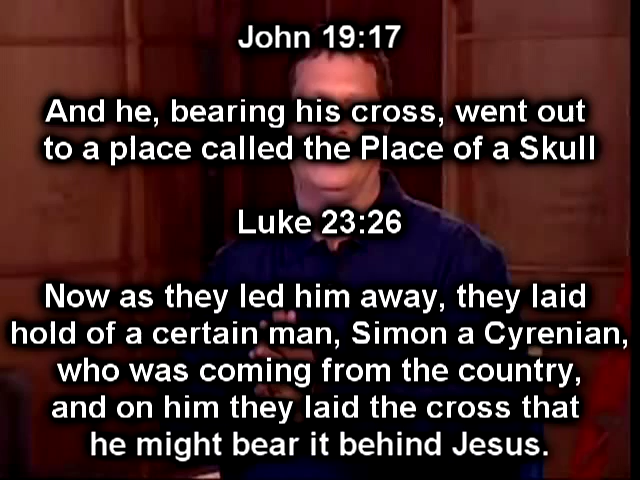 John 19:17
And he, bearing his cross, went out
to a place called the Place of a Skull
Luke 23:26
Now as they led him away, they laid
hold of a certain man, Simon a Cyrenian,
who was coming from the country,
and on him they laid the cross that
he might bear it behind Jesus.